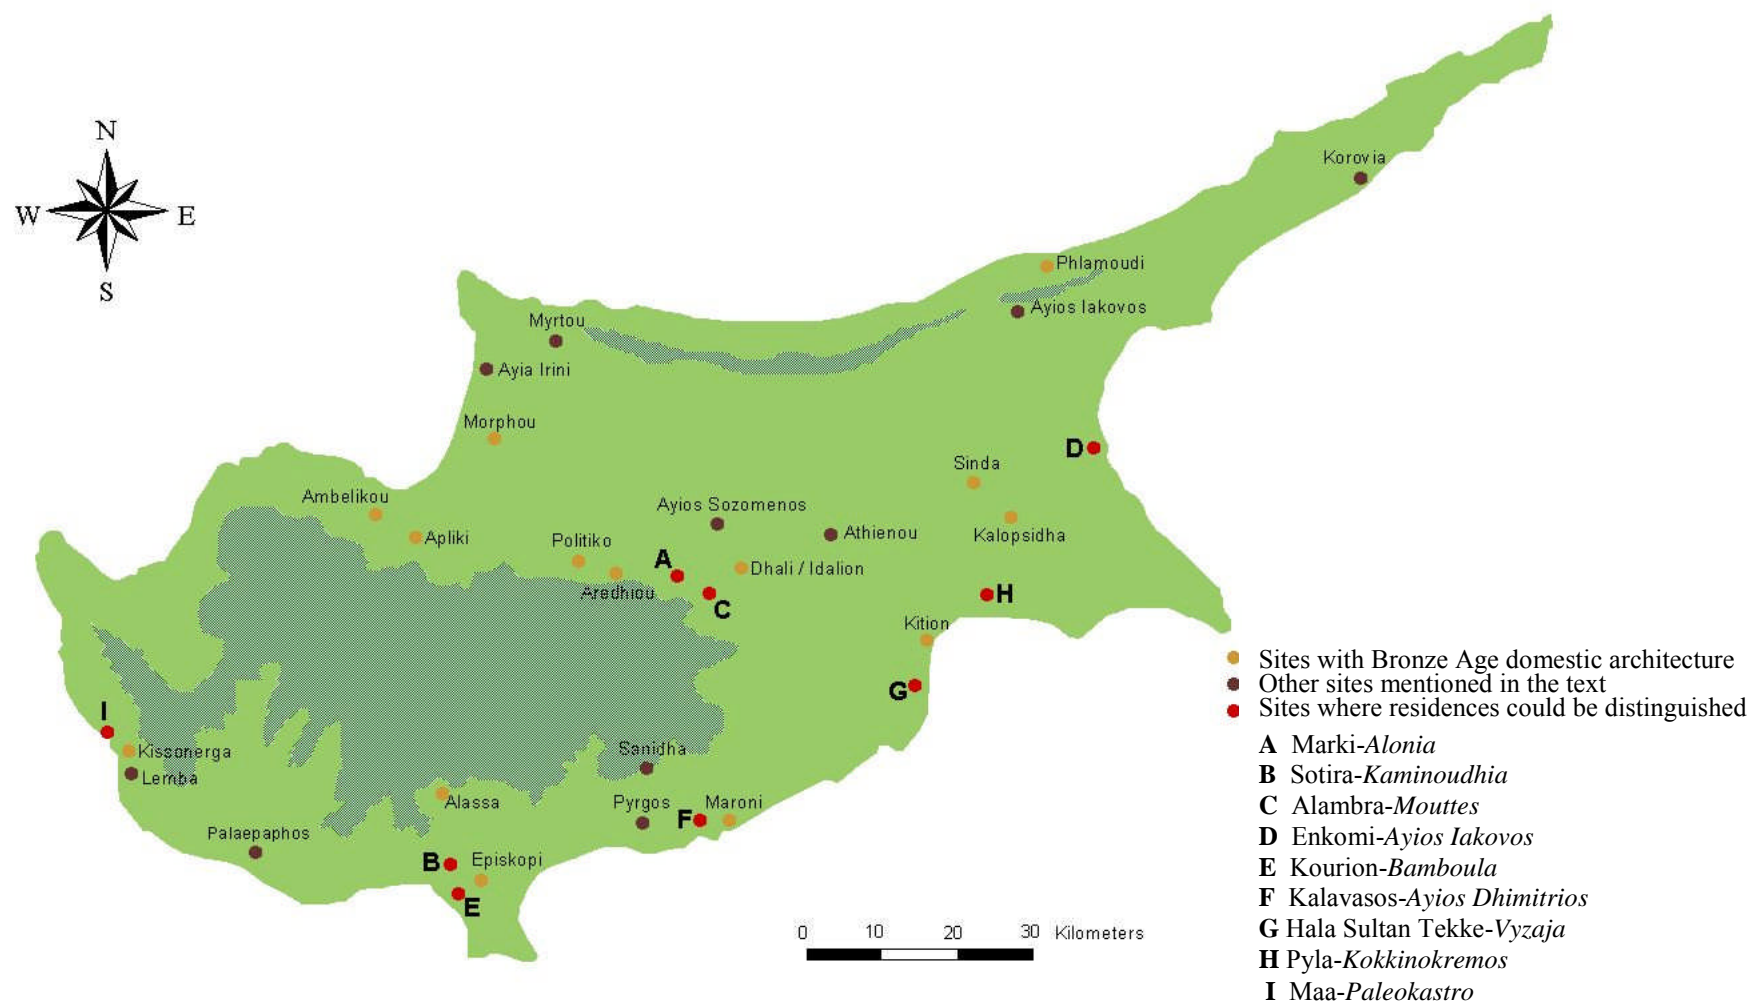 N
W E
S
Korovia
Phlamoudi
Ayios Iakovos
Myrtou
Ayia Irini
Morphou
D
Sinda
Ambelikou
Ayios Sozomenos
Apliki
Politiko
Athienou
Kalopsidha
A
Dhali / Idalion
Aredhiou
C
H
Kition
G
I
Kissonerga
Lemba
Sanidha
Alassa
Pyrgos
F
Maroni
Palaepaphos
B
Episkopi
E
0 10 20 30 Kilometers
Sites with Bronze Age domestic architecture
Other sites mentioned in the text
Sites where residences could be distinguished
A Marki-Alonia
B Sotira-Kaminoudhia
C Alambra-Mouttes
D Enkomi-Ayios Iakovos
E Kourion-Bamboula
F Kalavasos-Ayios Dhimitrios
G Hala Sultan Tekke-Vyzaja
H Pyla-Kokkinokremos
I Maa-Paleokastro